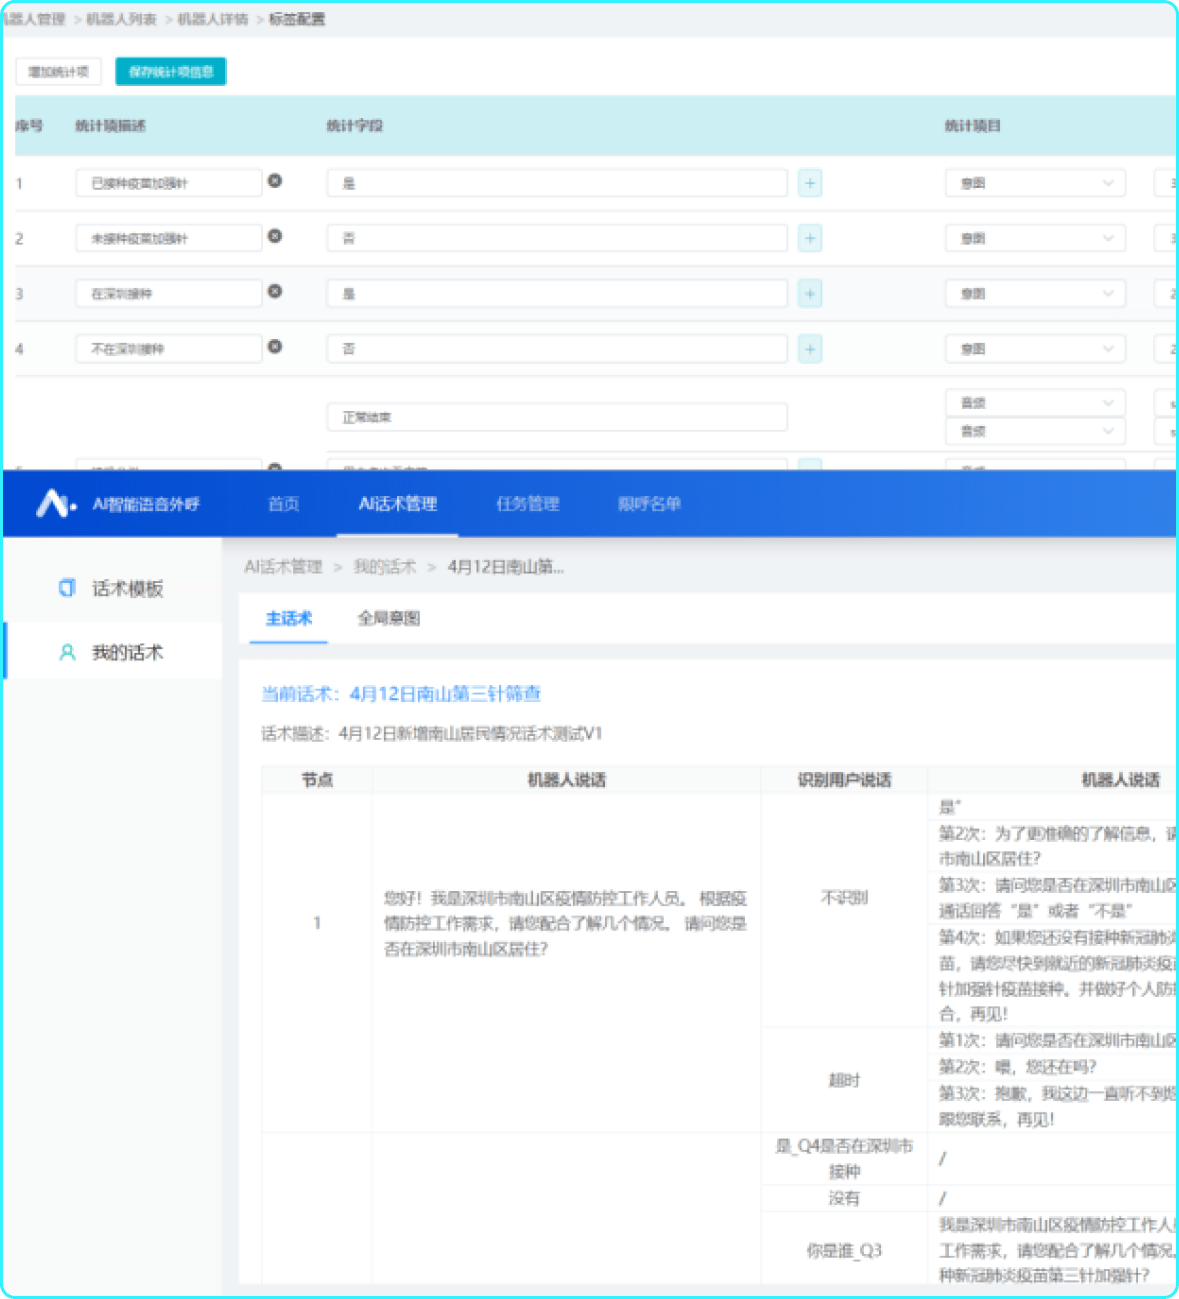 机器人管理 > 机器人列表 > 机器人详情 > 标签配置
增加统计项 保存统计项信息
序号 统计项描述 统计字段 统计项目
1 已接种疫苗加强针 是 + 意图
2 未接种疫苗加强针 否 + 意图
3 在深圳接种 是 + 意图
4 不在深圳接种 否 + 意图
正常结束 音频
音频
AI智能语音外呼 首页 AI话术管理 任务管理 限呼名单
话术模板
我的话术
AI话术管理 > 我的话术 > 4月12日南山第...
主话术 全局意图
当前话术：4月12日南山第三针筛查
话术描述：4月12日新增南山居民情况话术测试V1
节点 机器人说话 识别用户说话 机器人说话
1
您好！我是深圳市南山区疫情防控工作人员。根据疫
情防控工作需求，请您配合了解几个情况。请问您是
否在深圳市南山区居住？
不识别
是”
第2次：为了更准确的了解信息，请
市南山区居住？
第3次：请问您是否在深圳市南山区
通话回答“是”或者“不是”
第4次：如果您还没有接种新冠肺炎
苗，请您尽快到就近的新冠肺炎疫苗
针加强针疫苗接种。并做好个人防护
合，再见！
超时
第1次：请问您是否在深圳市南山区
第2次：喂，您还在吗？
第3次：抱歉，我这边一直听不到您
跟您联系，再见！
是_Q4是否在深圳市
接种
/
没有 /
你是谁_Q3
我是深圳市南山区疫情防控工作人员
工作需求，请您配合了解几个情况。
种新冠肺炎疫苗第三针加强针？